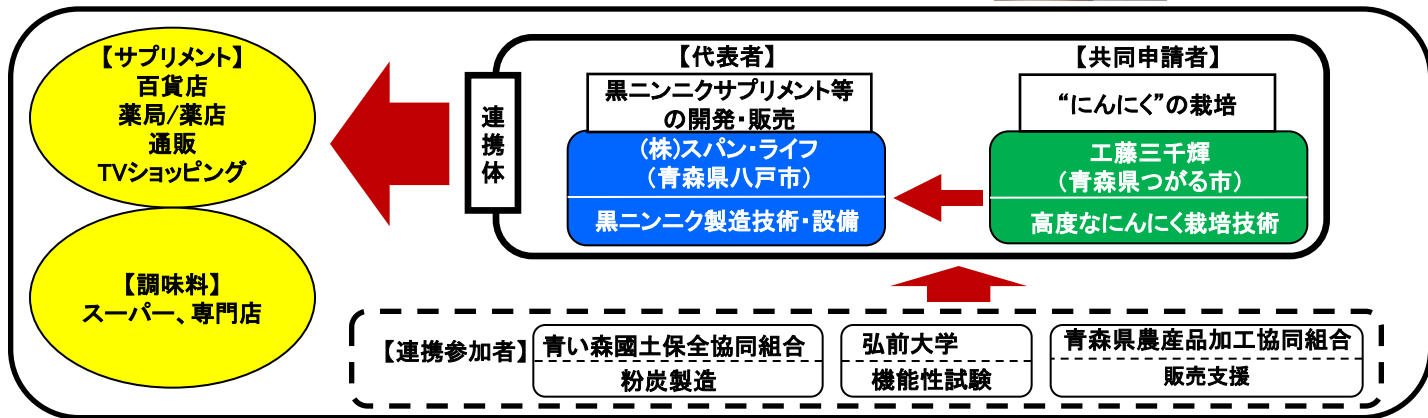 【サプリメント】
百貨店
薬局/薬店
通販
TVショッピング
【調味料】
スーパー、専門店
連携体
【代表者】
黒ニンニクサプリメント等
の開発・販売
(株)スパン・ライフ
(青森県八戸市)
黒ニンニク製造技術・設備
【共同申請者】
“にんにく”の栽培
工藤三千輝
(青森県つがる市)
高度なにんにく栽培技術
【連携参加者】
青い森國土保全協同組合
粉炭製造
弘前大学
機能性試験
青森県農産品加工協同組合
販売支援